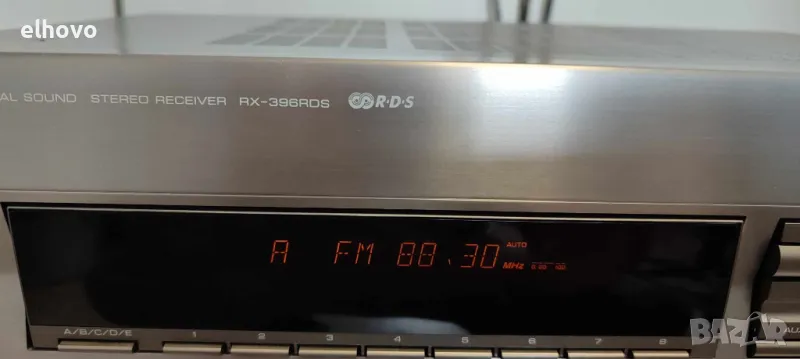 elhovo
AL SOUND STEREO RECEIVER RX-396RDS R·D·S
A FM 88.30 MHz AUTO
A/B/C/D/E 1 2 3 4 5 6 7 8
BAZAR